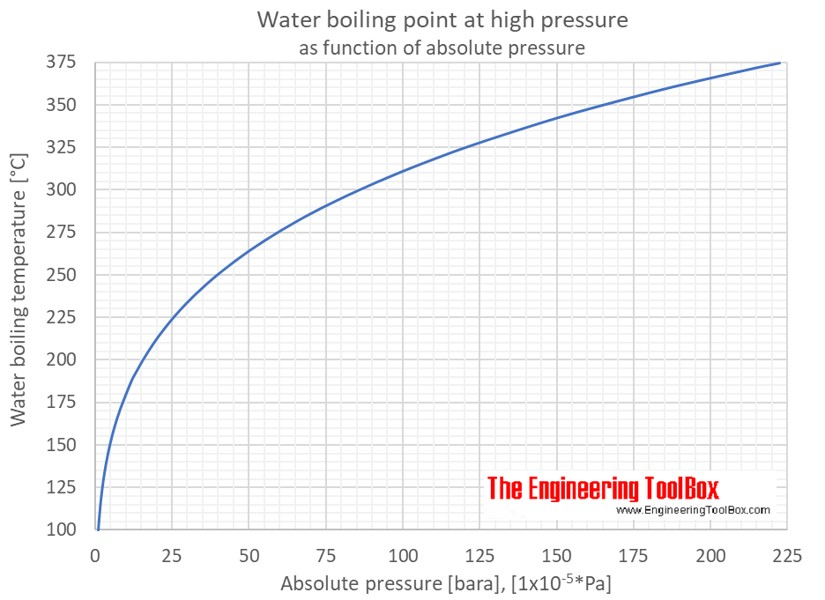 Water boiling point at high pressure
as function of absolute pressure
Water boiling temperature [°C]
375
350
325
300
275
250
225
200
175
150
125
100
The Engineering ToolBox
www.EngineeringToolBox.com
0 25 50 75 100 125 150 175 200 225
Absolute pressure [bara], [1x10⁻⁵*Pa]